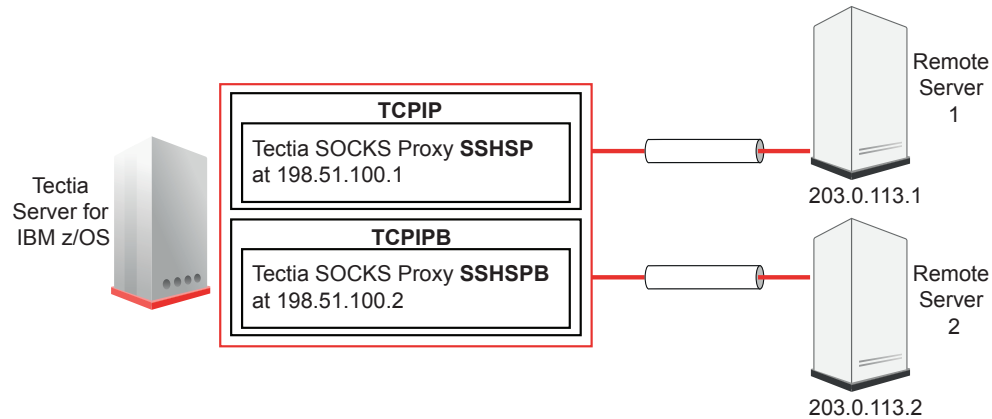 Tectia
Server for
IBM z/OS
TCPIP
Tectia SOCKS Proxy SSHSP
at 198.51.100.1
TCPIPB
Tectia SOCKS Proxy SSHSPB
at 198.51.100.2
Remote
Server
1
203.0.113.1
Remote
Server
2
203.0.113.2